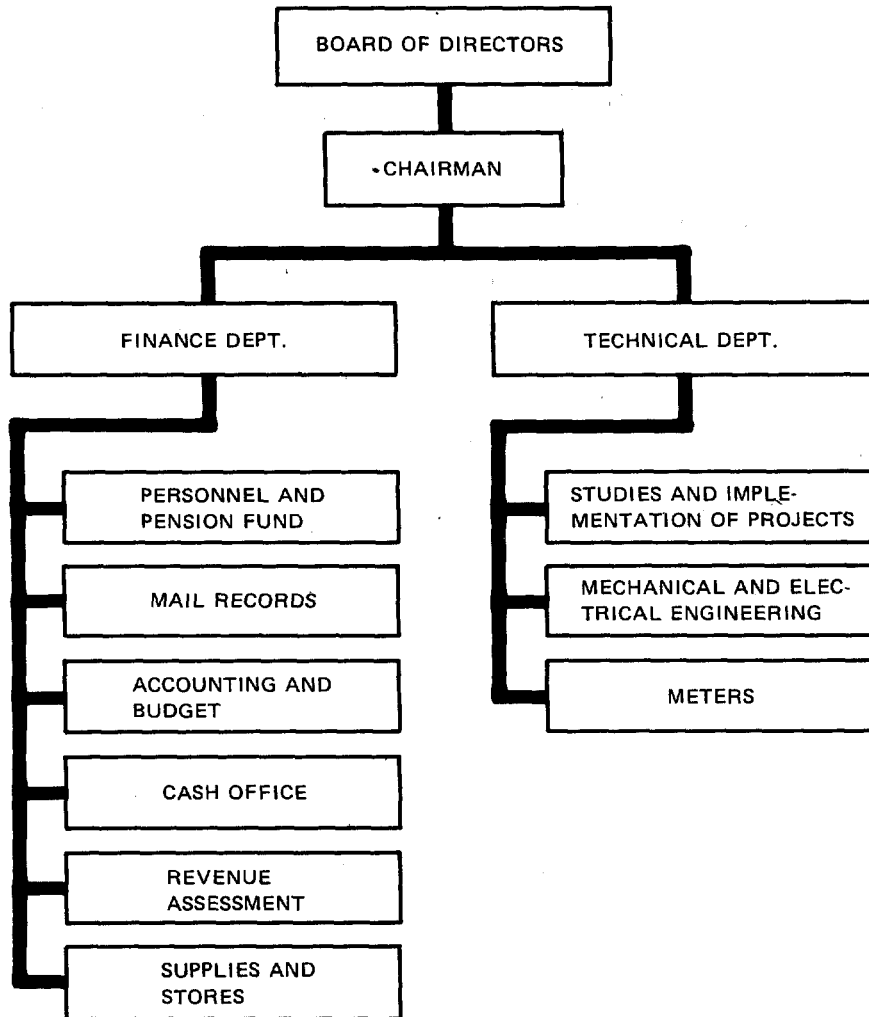 BOARD OF DIRECTORS
CHAIRMAN
FINANCE DEPT.
TECHNICAL DEPT.
PERSONNEL AND
PENSION FUND
MAIL RECORDS
ACCOUNTING AND
BUDGET
CASH OFFICE
REVENUE
ASSESSMENT
SUPPLIES AND
STORES
STUDIES AND IMPLE-
MENTATION OF PROJECTS
MECHANICAL AND ELEC-
TRICAL ENGINEERING
METERS